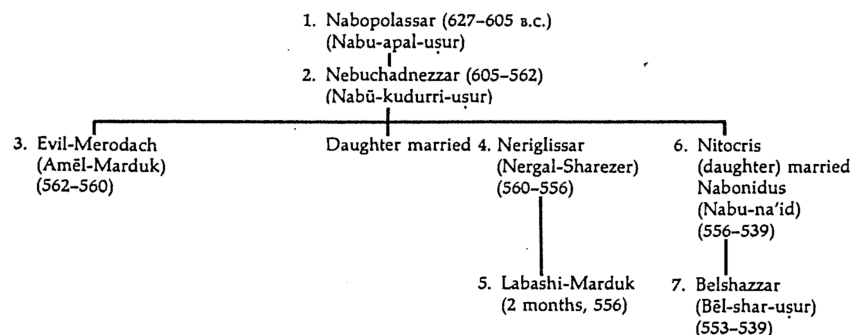 1. Nabopolassar (627–605 B.C.)
(Nabu-apal-uṣur)
2. Nebuchadnezzar (605–562)
(Nabū-kudurri-uṣur)
3. Evil-Merodach
(Amēl-Marduk)
(562–560)
Daughter married 4. Neriglissar
(Nergal-Sharezer)
(560–556)
6. Nitocris
(daughter) married
Nabonidus
(Nabu-na'id)
(556–539)
5. Labashi-Marduk
(2 months, 556)
7. Belshazzar
(Bēl-shar-uṣur)
(553–539)